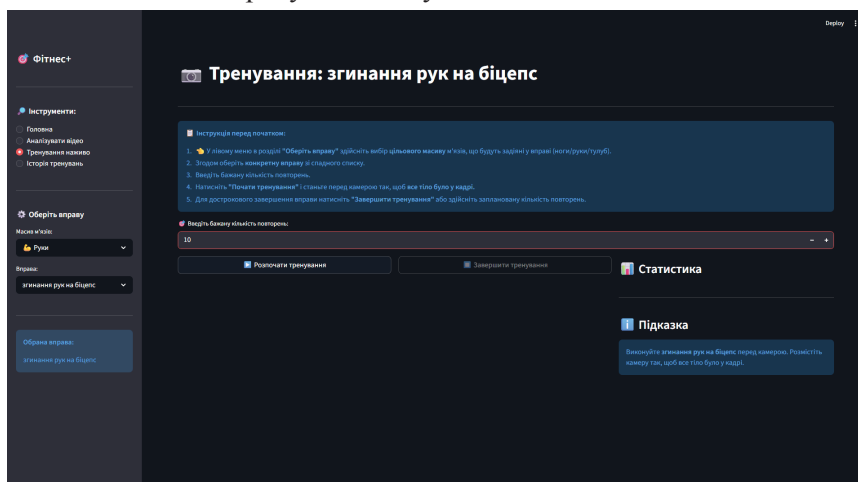 Deploy
Фітнес+
Тренування: згинання рук на біцепс
Інструменти:
Головна
Аналізувати відео
Тренування наживо
Історія тренувань
Інструкція перед початком:
1. 👈 У лівому меню в розділі "Оберіть вправу" здійсніть вибір цільового масиву м'язів, що будуть задіяні у вправі (ноги/руки/тулуб).
2. Згодом оберіть конкретну вправу зі спадного списку.
3. Введіть бажану кількість повторень.
4. Натисніть "Почати тренування" і станьте перед камерою так, щоб все тіло було у кадрі.
5. Для дострокового завершення вправи натисніть "Завершити тренування" або здійсніть заплановану кількість повторень.
Оберіть вправу
Масив м'язів:
Руки
Вправа:
згинання рук на біцепс
Обрана вправа:
згинання рук на біцепс
Введіть бажану кількість повторень:
10
− +
Розпочати тренування
Завершити тренування
Статистика
Підказка
Виконуйте згинання рук на біцепс перед камерою. Розмістіть
камеру так, щоб все тіло було у кадрі.